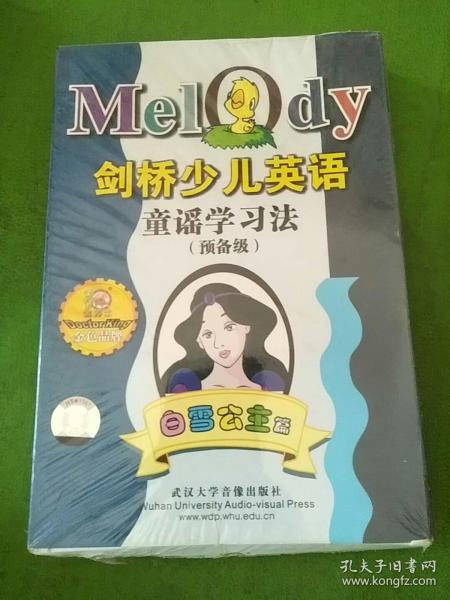 Melody
剑桥少儿英语
童谣学习法
(预备级)
DoctorKing
金色品牌
白雪公主篇
武汉大学音像出版社
Wuhan University Audio-visual Press
www.wdp.whu.edu.cn
孔夫子旧书网
www.kongfz.com